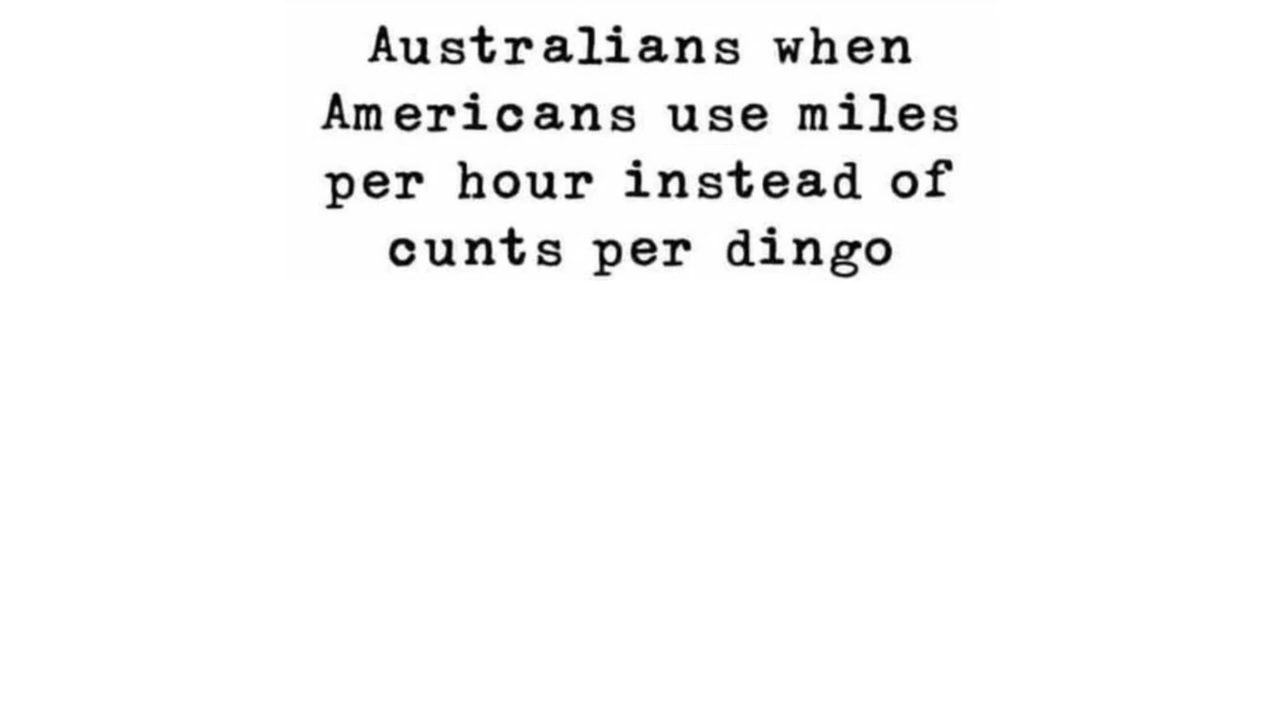 Australians when
Americans use miles
per hour instead of
cunts per dingo